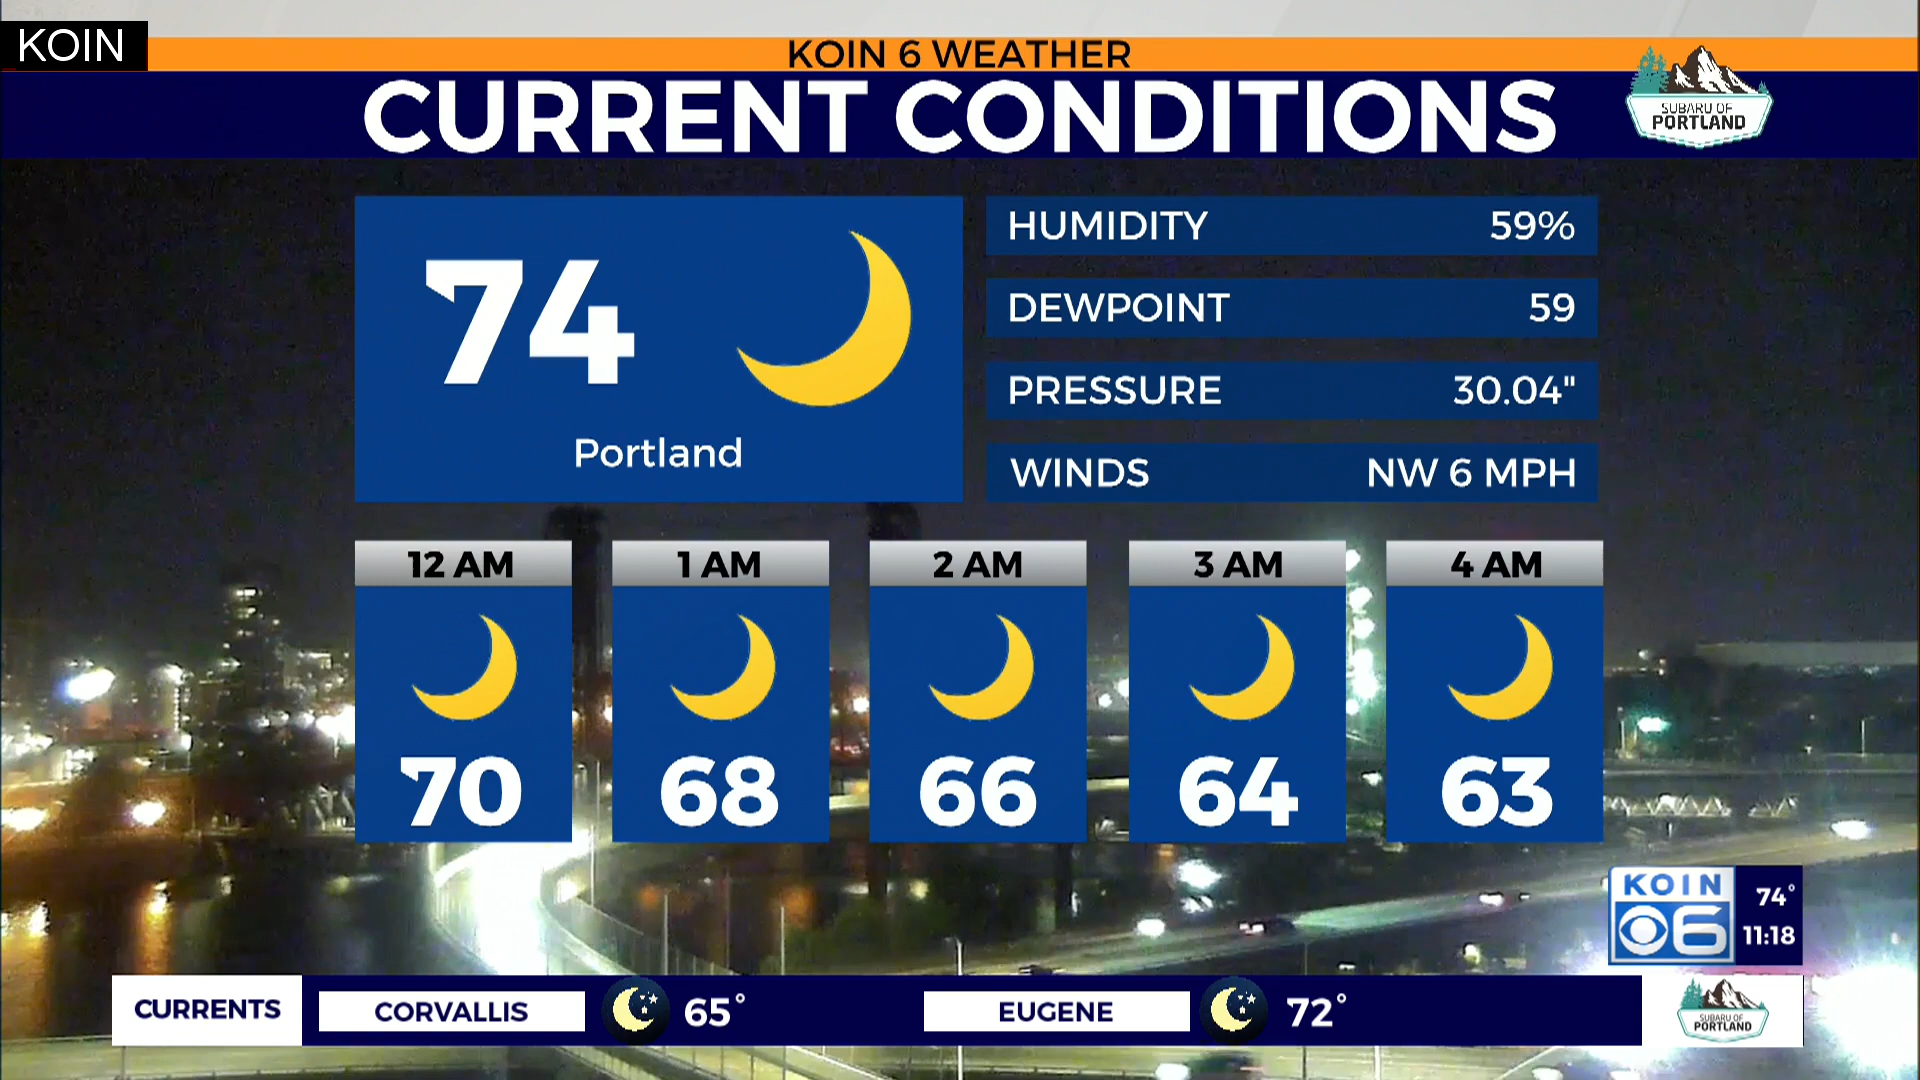 KOIN
KOIN 6 WEATHER
CURRENT CONDITIONS
SUBARU OF
PORTLAND
74
Portland
HUMIDITY 59%
DEWPOINT 59
PRESSURE 30.04"
WINDS NW 6 MPH
12 AM 1 AM 2 AM 3 AM 4 AM
70 68 66 64 63
KOIN
6
74°
11:18
CURRENTS CORVALLIS 65° EUGENE 72°
SUBARU OF
PORTLAND